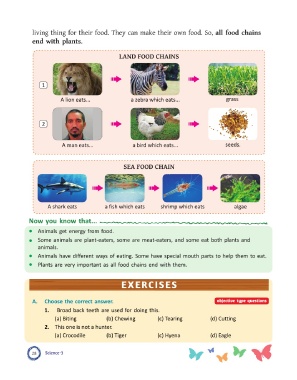 living thing for their food. They can make their own food. So, all food chains
end with plants.
LAND FOOD CHAINS
1
A lion eats...
a zebra which eats...
grass
2
A man eats...
a bird which eats...
seeds
SEA FOOD CHAIN
A shark eats
a fish which eats
shrimp which eats
algae
Now you know that...
Animals get energy from food.
Some animals are plant-eaters, some are meat-eaters, and some eat both plants and
animals.
Animals have different ways of eating. Some have special mouth parts to help them to eat.
Plants are very important as all food chains end with them.
EXERCISES
A. Choose the correct answer.
objective type questions
1. Broad back teeth are used for doing this.
(a) Biting (b) Chewing (c) Tearing (d) Cutting
2. This one is not a hunter.
(a) Crocodile (b) Tiger (c) Hyena (d) Eagle
Science-3